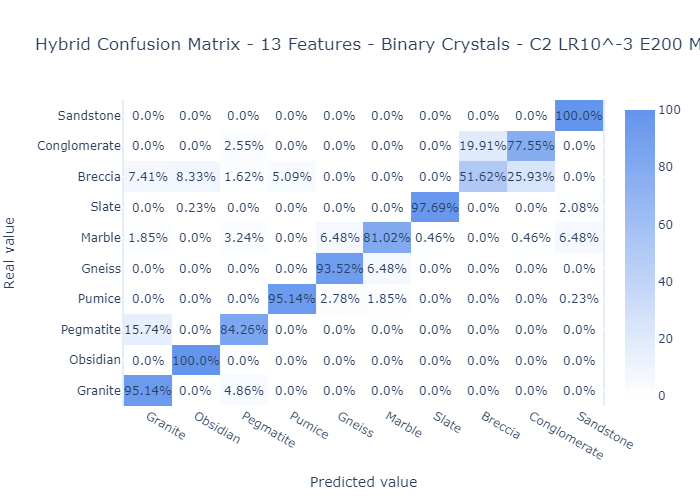 Hybrid Confusion Matrix - 13 Features - Binary Crystals - C2 LR10^-3 E200 M
Sandstone 0.0% 0.0% 0.0% 0.0% 0.0% 0.0% 0.0% 0.0% 0.0% 100.0%
Conglomerate 0.0% 0.0% 2.55% 0.0% 0.0% 0.0% 0.0% 19.91% 77.55% 0.0%
Breccia 7.41% 8.33% 1.62% 5.09% 0.0% 0.0% 0.0% 51.62% 25.93% 0.0%
Slate 0.0% 0.23% 0.0% 0.0% 0.0% 0.0% 97.69% 0.0% 0.0% 2.08%
Marble 1.85% 0.0% 3.24% 0.0% 6.48% 81.02% 0.46% 0.0% 0.46% 6.48%
Gneiss 0.0% 0.0% 0.0% 0.0% 93.52% 6.48% 0.0% 0.0% 0.0% 0.0%
Pumice 0.0% 0.0% 0.0% 95.14% 2.78% 1.85% 0.0% 0.0% 0.0% 0.23%
Pegmatite 15.74% 0.0% 84.26% 0.0% 0.0% 0.0% 0.0% 0.0% 0.0% 0.0%
Obsidian 0.0% 100.0% 0.0% 0.0% 0.0% 0.0% 0.0% 0.0% 0.0% 0.0%
Granite 95.14% 0.0% 4.86% 0.0% 0.0% 0.0% 0.0% 0.0% 0.0% 0.0%
Granite Obsidian Pegmatite Pumice Gneiss Marble Slate Breccia Conglomerate Sandstone
Predicted value
Real value
100
80
60
40
20
0